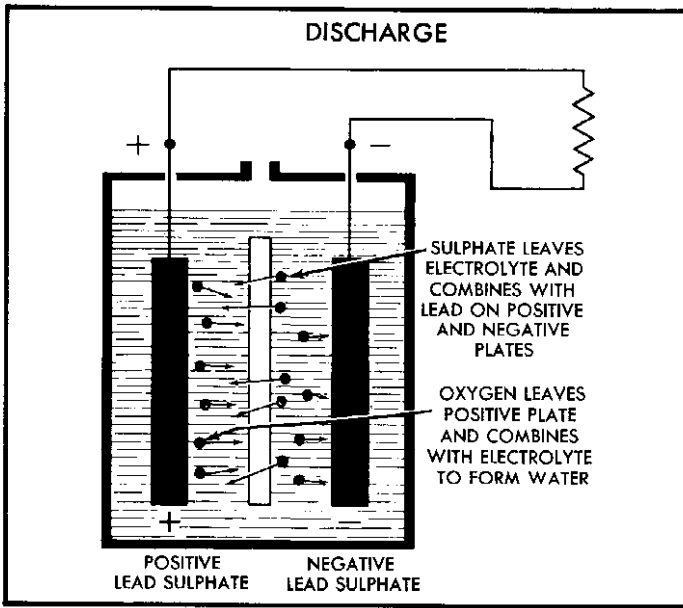 DISCHARGE
+
−
SULPHATE LEAVES
ELECTROLYTE AND
COMBINES WITH
LEAD ON POSITIVE
AND NEGATIVE
PLATES
OXYGEN LEAVES
POSITIVE PLATE
AND COMBINES
WITH ELECTROLYTE
TO FORM WATER
+
−
POSITIVE
LEAD SULPHATE
NEGATIVE
LEAD SULPHATE